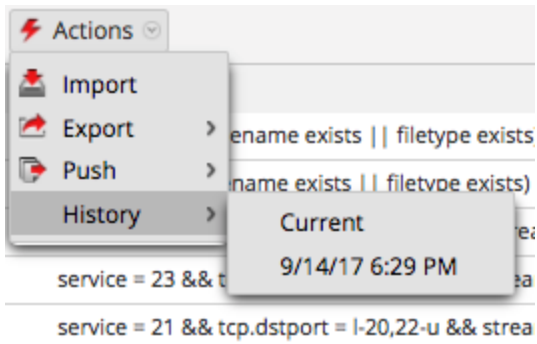 Actions
Import
Export
ename exists || filetype exists)
Push
name exists || filetype exists)
History
Current
9/14/17 6:29 PM
service = 23 && t
service = 21 && tcp.dstport = l-20,22-u && strea